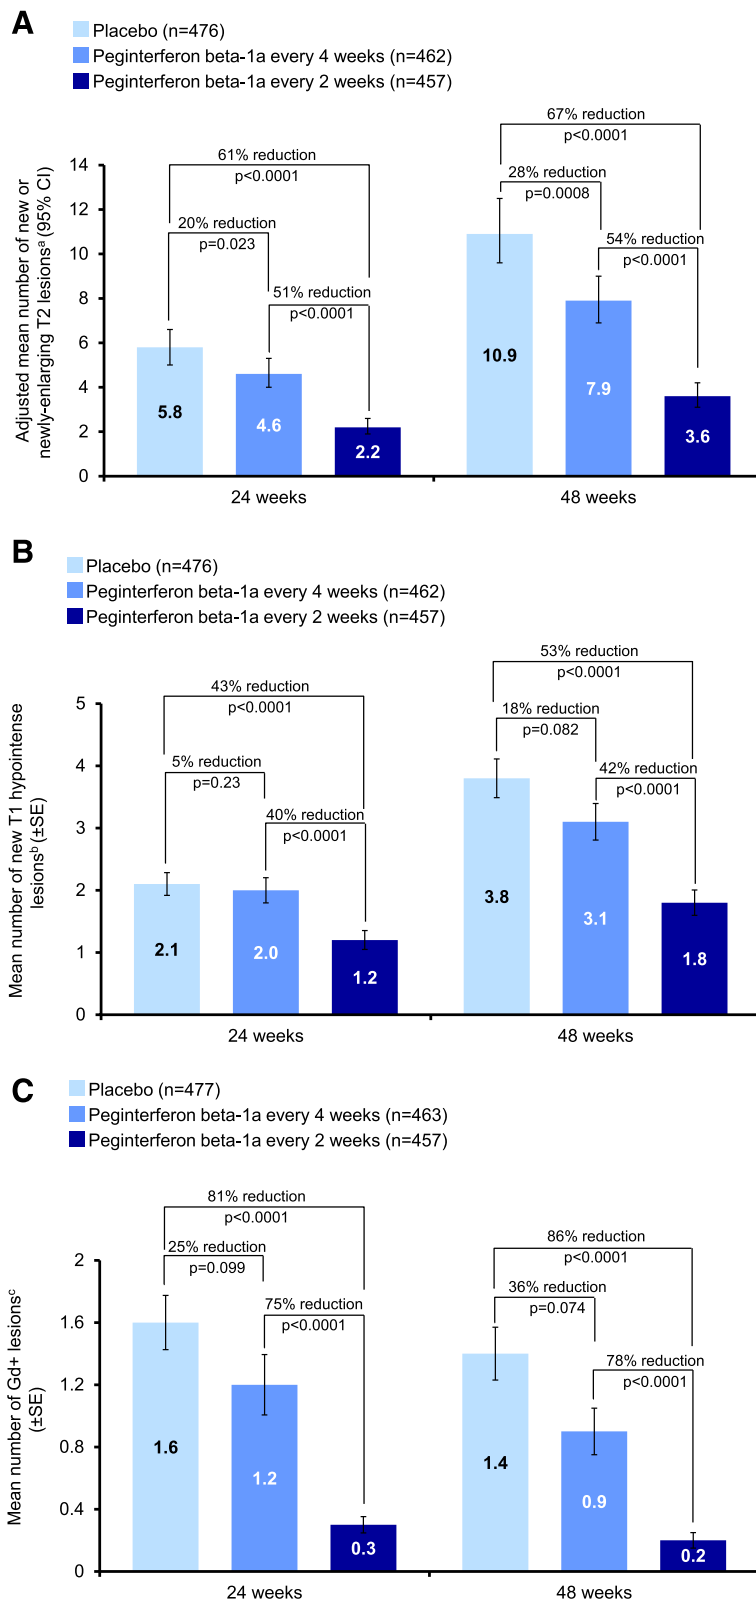 A
Placebo (n=476)
Peginterferon beta-1a every 4 weeks (n=462)
Peginterferon beta-1a every 2 weeks (n=457)
Adjusted mean number of new or
newly-enlarging T2 lesionsᵃ (95% CI)
14
12
10
8
6
4
2
0
61% reduction
p<0.0001
20% reduction
p=0.023
51% reduction
p<0.0001
5.8
4.6
2.2
24 weeks
67% reduction
p<0.0001
28% reduction
p=0.0008
54% reduction
p<0.0001
10.9
7.9
3.6
48 weeks
B
Placebo (n=476)
Peginterferon beta-1a every 4 weeks (n=462)
Peginterferon beta-1a every 2 weeks (n=457)
Mean number of new T1 hypointense
lesionsᵇ (±SE)
5
4
3
2
1
0
43% reduction
p<0.0001
5% reduction
p=0.23
40% reduction
p<0.0001
2.1
2.0
1.2
24 weeks
53% reduction
p<0.0001
18% reduction
p=0.082
42% reduction
p<0.0001
3.8
3.1
1.8
48 weeks
C
Placebo (n=477)
Peginterferon beta-1a every 4 weeks (n=463)
Peginterferon beta-1a every 2 weeks (n=457)
Mean number of Gd+ lesionsᶜ
(±SE)
2
1.6
1.2
0.8
0.4
0
81% reduction
p<0.0001
25% reduction
p=0.099
75% reduction
p<0.0001
1.6
1.2
0.3
24 weeks
86% reduction
p<0.0001
36% reduction
p=0.074
78% reduction
p<0.0001
1.4
0.9
0.2
48 weeks